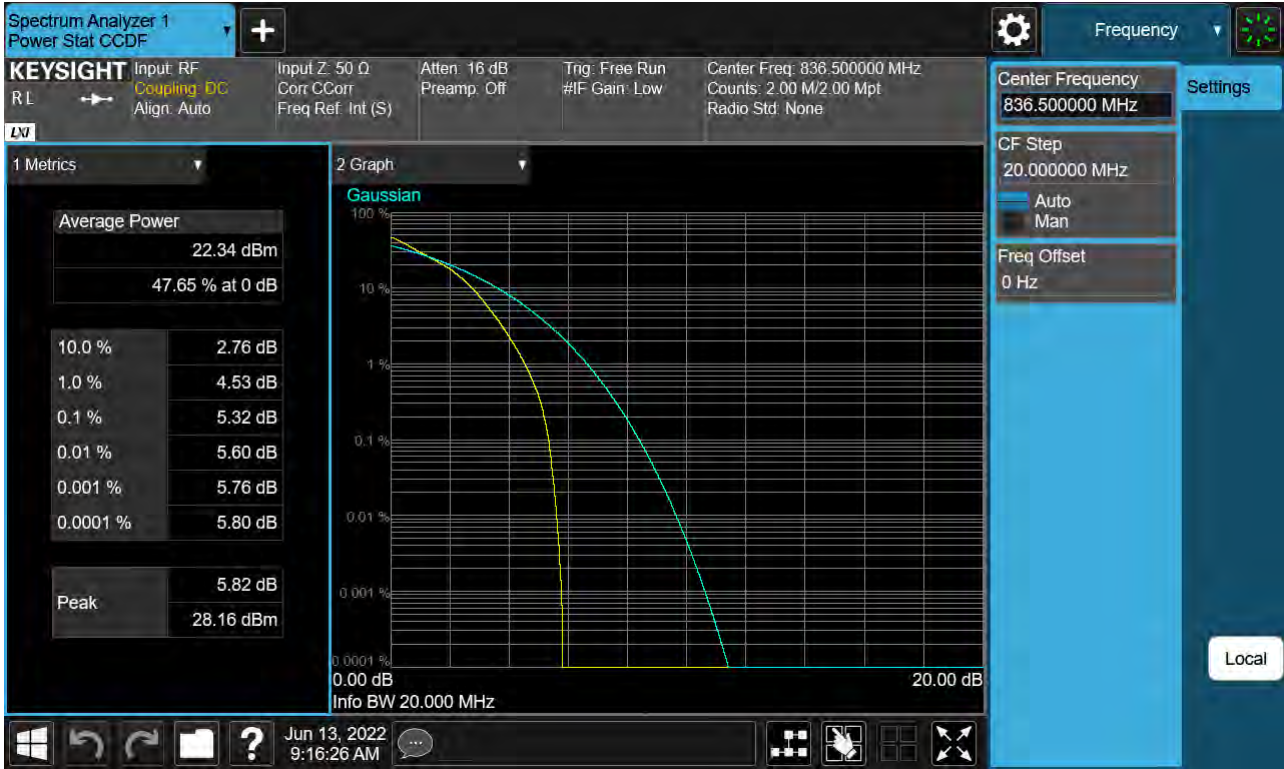 Spectrum Analyzer 1
Power Stat CCDF
Frequency
KEYSIGHT
R L
LXI
Input: RF
Coupling: DC
Align: Auto
Input Z: 50 Ω
Corr CCorr
Freq Ref: Int (S)
Atten: 16 dB
Preamp: Off
Trig: Free Run
#IF Gain: Low
Center Freq: 836.500000 MHz
Counts: 2.00 M/2.00 Mpt
Radio Std: None
Center Frequency
836.500000 MHz
Settings
CF Step
20.000000 MHz
Auto
Man
Freq Offset
0 Hz
1 Metrics
Average Power
22.34 dBm
47.65 % at 0 dB
10.0 % 2.76 dB
1.0 % 4.53 dB
0.1 % 5.32 dB
0.01 % 5.60 dB
0.001 % 5.76 dB
0.0001 % 5.80 dB
Peak
5.82 dB
28.16 dBm
2 Graph
Gaussian
100 %
10 %
1 %
0.1 %
0.01 %
0.001 %
0.0001 %
0.00 dB 20.00 dB
Info BW 20.000 MHz
Local
?
Jun 13, 2022
9:16:26 AM